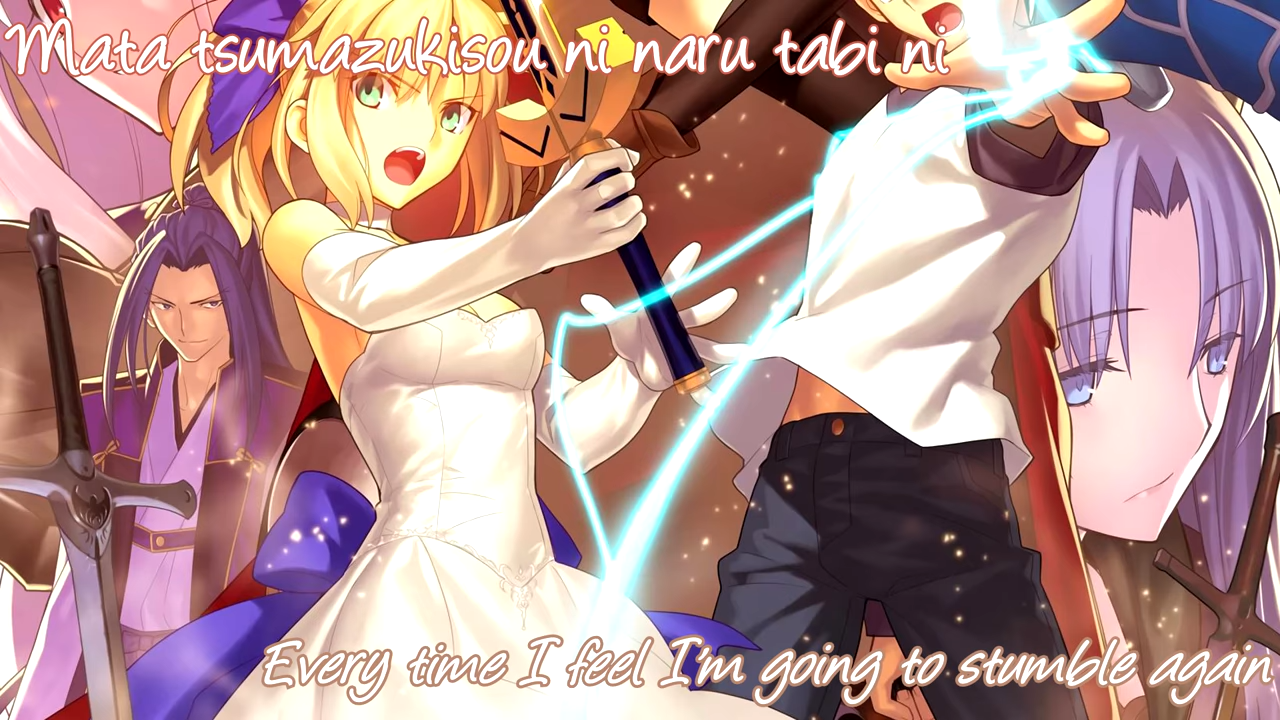 Mata tsumazukisou ni naru tabi ni
Every time I feel I'm going to stumble again